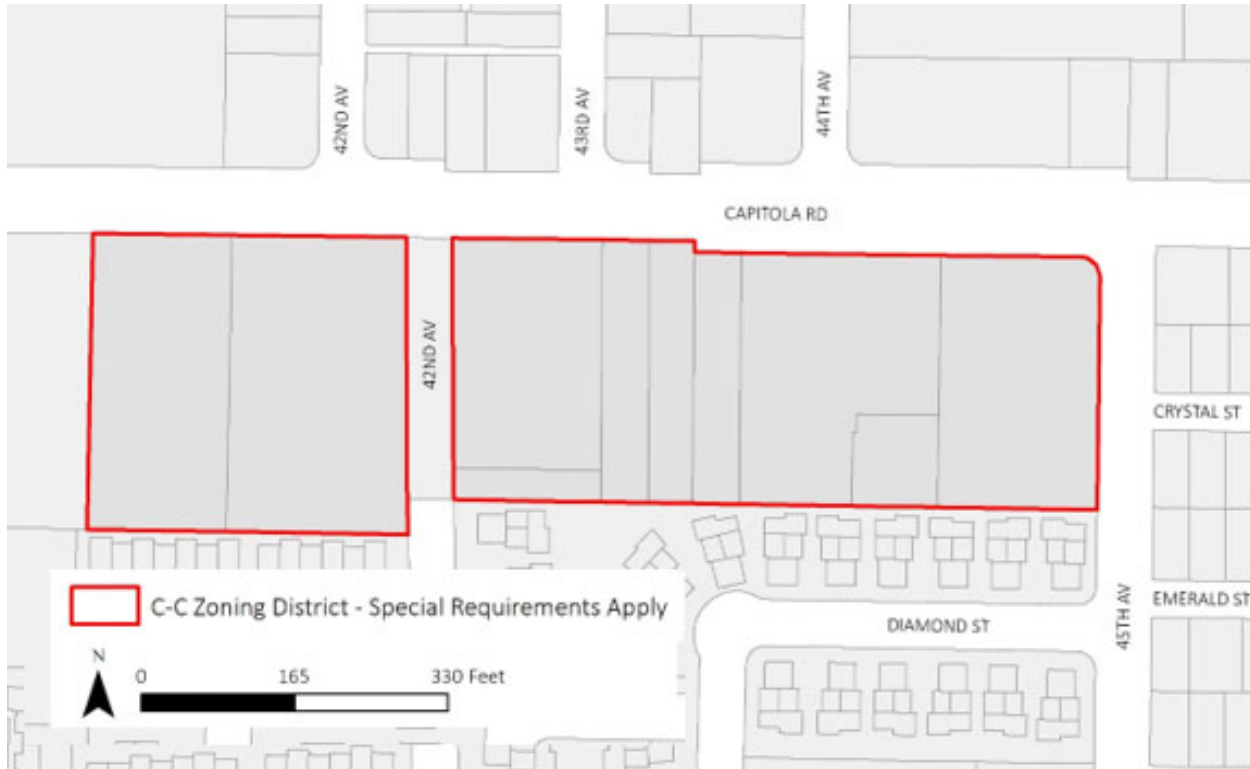 42ND AV
43RD AV
44TH AV
CAPITOLA RD
42ND AV
CRYSTAL ST
C-C Zoning District - Special Requirements Apply
EMERALD ST
DIAMOND ST
45TH AV
N
0 165 330 Feet